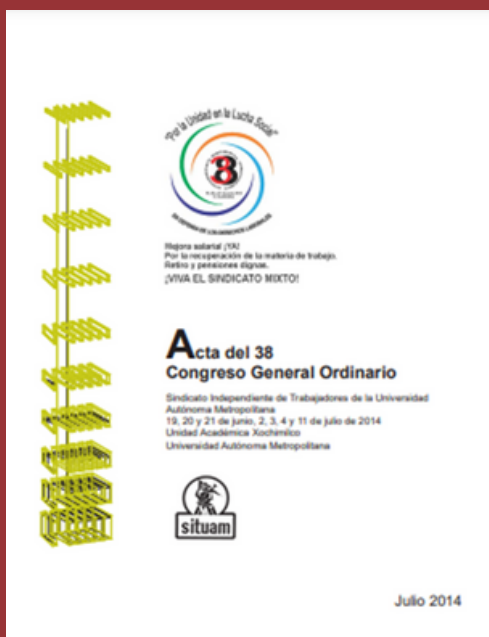 "Por la Unidad en la Lucha Social"
38
EN DEFENSA DE LOS DERECHOS LABORALES
Mejora salarial ¡YA!
Por la recuperación de la materia de trabajo.
Retiro y pensiones dignas.
¡VIVA EL SINDICATO MIXTO!
Acta del 38
Congreso General Ordinario
Sindicato Independiente de Trabajadores de la Universidad
Autónoma Metropolitana
19, 20 y 21 de junio, 2, 3, 4 y 11 de julio de 2014
Unidad Académica Xochimilco
Universidad Autónoma Metropolitana
situam
Julio 2014